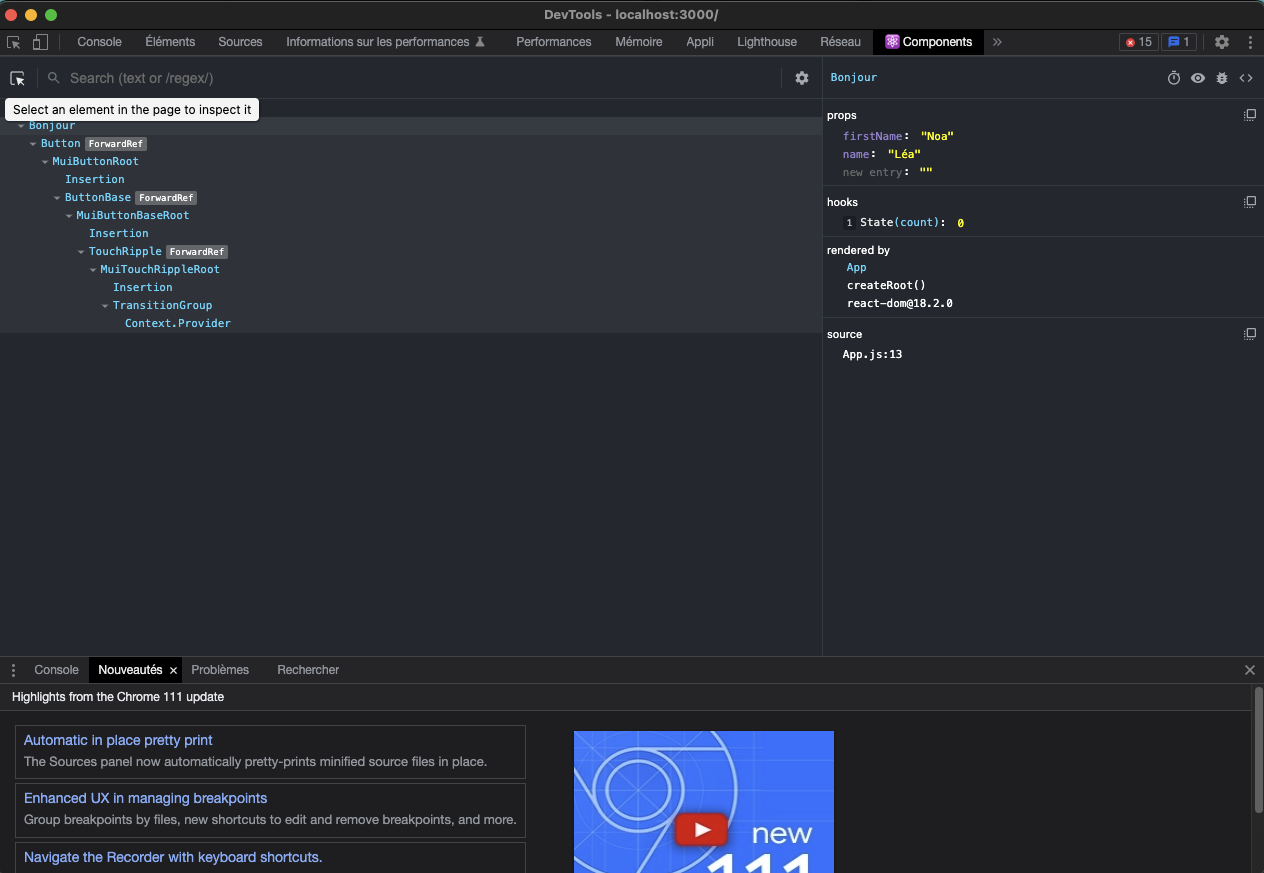 DevTools - localhost:3000/
Console Éléments Sources Informations sur les performances Performances Mémoire Appli Lighthouse Réseau Components » 15 1
Search (text or /regex/)
Select an element in the page to inspect it
Bonjour
Button ForwardRef
MuiButtonRoot
Insertion
ButtonBase ForwardRef
MuiButtonBaseRoot
Insertion
TouchRipple ForwardRef
MuiTouchRippleRoot
Insertion
TransitionGroup
Context.Provider
Bonjour
props
firstName: "Noa"
name: "Léa"
new entry: ""
hooks
1 State(count): 0
rendered by
App
createRoot()
react-dom@18.2.0
source
App.js:13
Console Nouveautés Problèmes Rechercher
Highlights from the Chrome 111 update
Automatic in place pretty print
The Sources panel now automatically pretty-prints minified source files in place.
Enhanced UX in managing breakpoints
Group breakpoints by files, new shortcuts to edit and remove breakpoints, and more.
Navigate the Recorder with keyboard shortcuts.
new
111